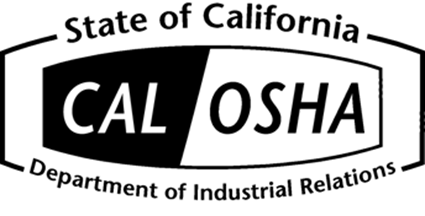 State of California
CAL OSHA
Department of Industrial Relations